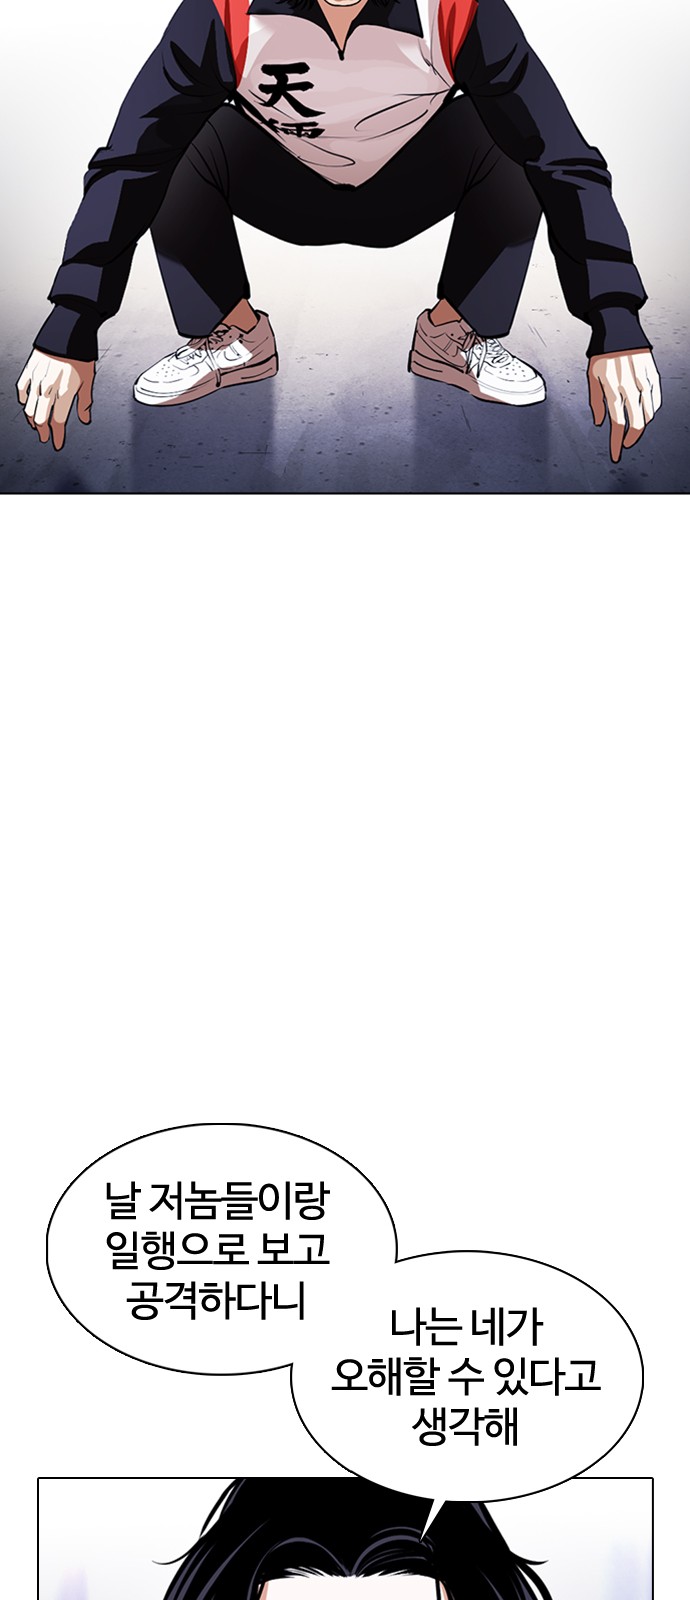 天
날 저놈들이랑
일행으로 보고
공격하다니
나는 네가
오해할 수 있다고
생각해